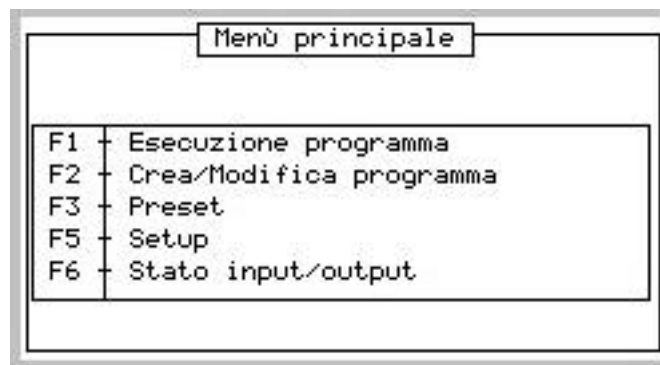 Menù principale
F1 Esecuzione programma
F2 Crea/Modifica programma
F3 Preset
F5 Setup
F6 Stato input/output